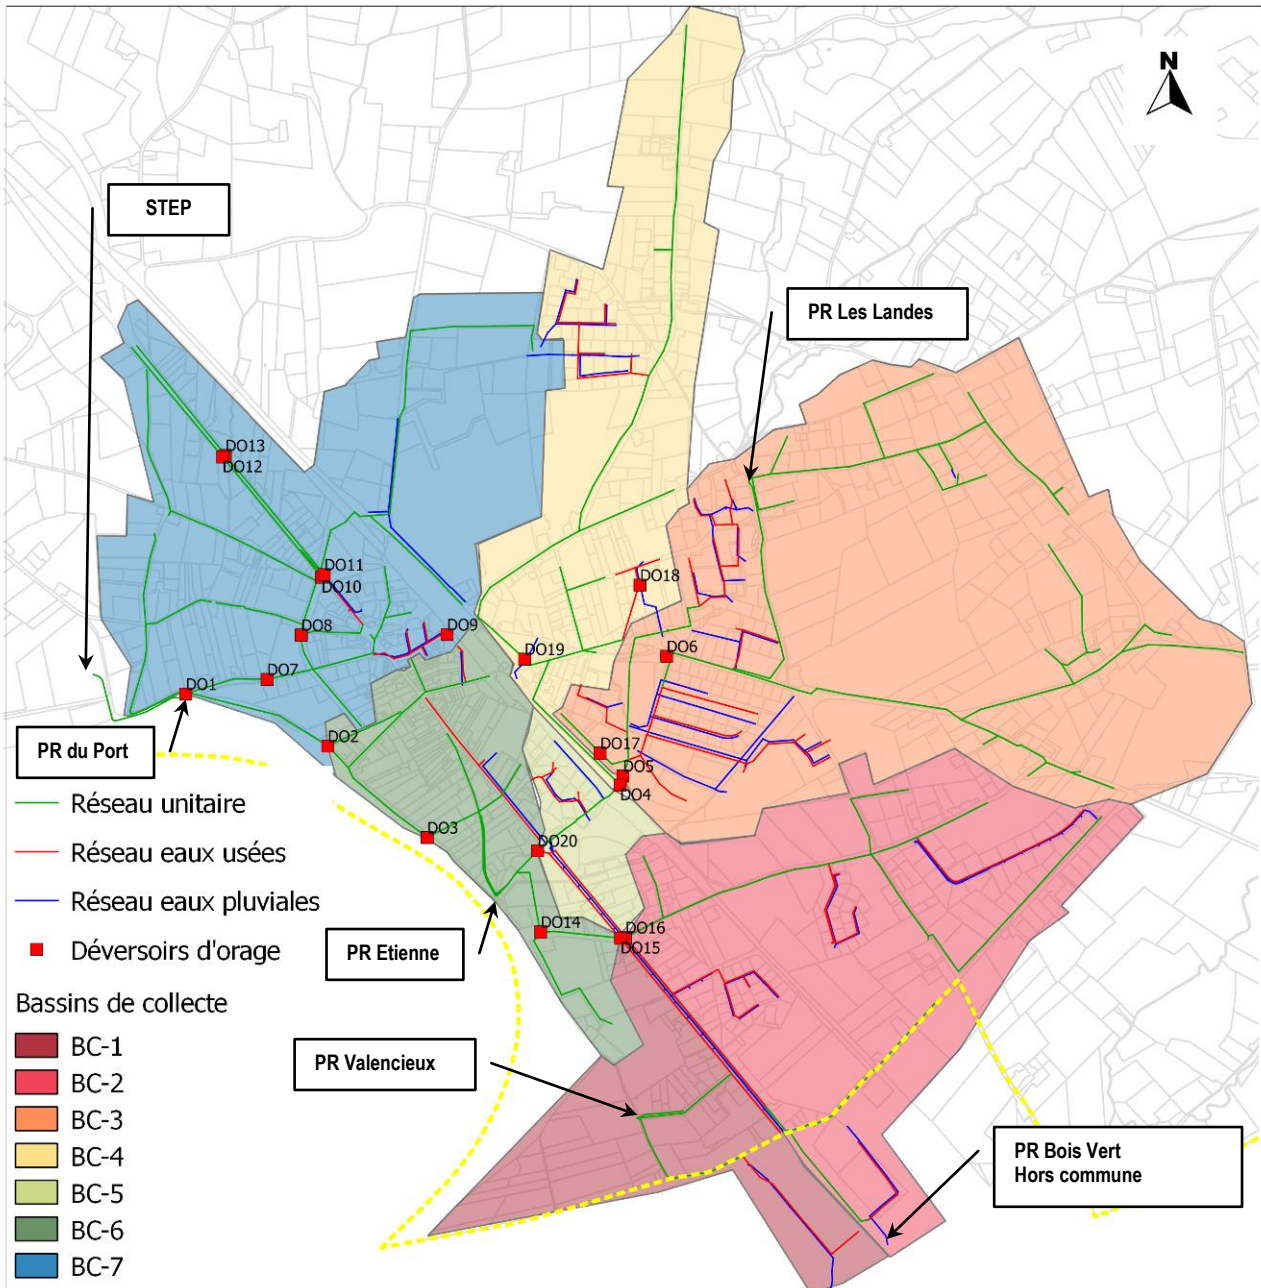 N
STEP
PR Les Landes
DO13
DO12
DO11
DO10
DO18
DO8
DO9
DO19
DO6
DO7
DO1
DO2
PR du Port
DO17
DO5
DO4
Réseau unitaire
DO3
DO20
Réseau eaux usées
Réseau eaux pluviales
DO14
DO16
DO15
Déversoirs d'orage
PR Etienne
Bassins de collecte
BC-1
PR Valencieux
BC-2
BC-3
PR Bois Vert
Hors commune
BC-4
BC-5
BC-6
BC-7